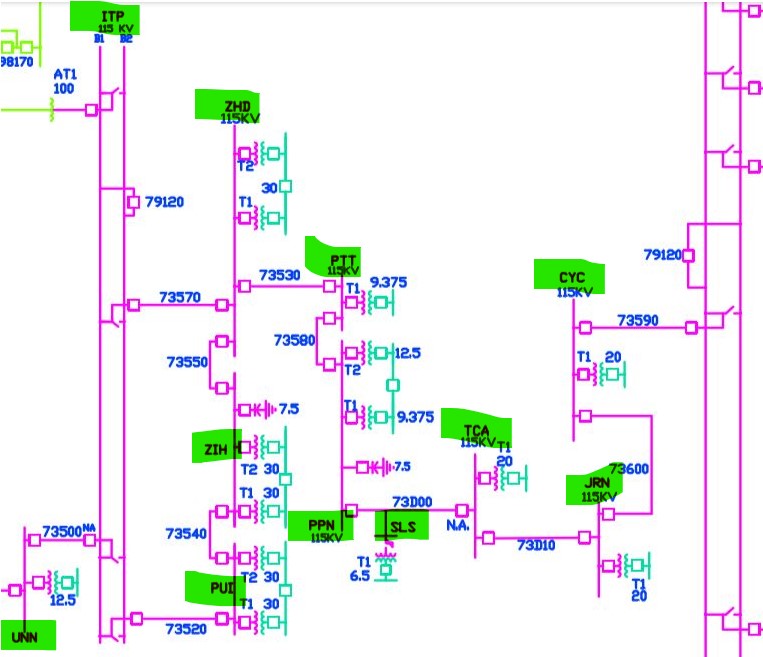 ITP
115 KV
B1 B2
98170
AT1
100
ZHD
115KV
T2
30
T1
79120
73530
PTT
115KV
T1
9.375
73570
73580
73550
T2
12.5
T1
9.375
7.5
ZIH
T2 30
T1 30
7.5
TCA
115KV
T1
20
73D00
N.A.
PPN
115KV
SLS
T1
6.5
73540
T2 30
PUI
T1 30
73520
73500
NA
12.5
UNN
73D10
CYC
115KV
79120
73590
T1 20
73600
JRN
115KV
T1
20